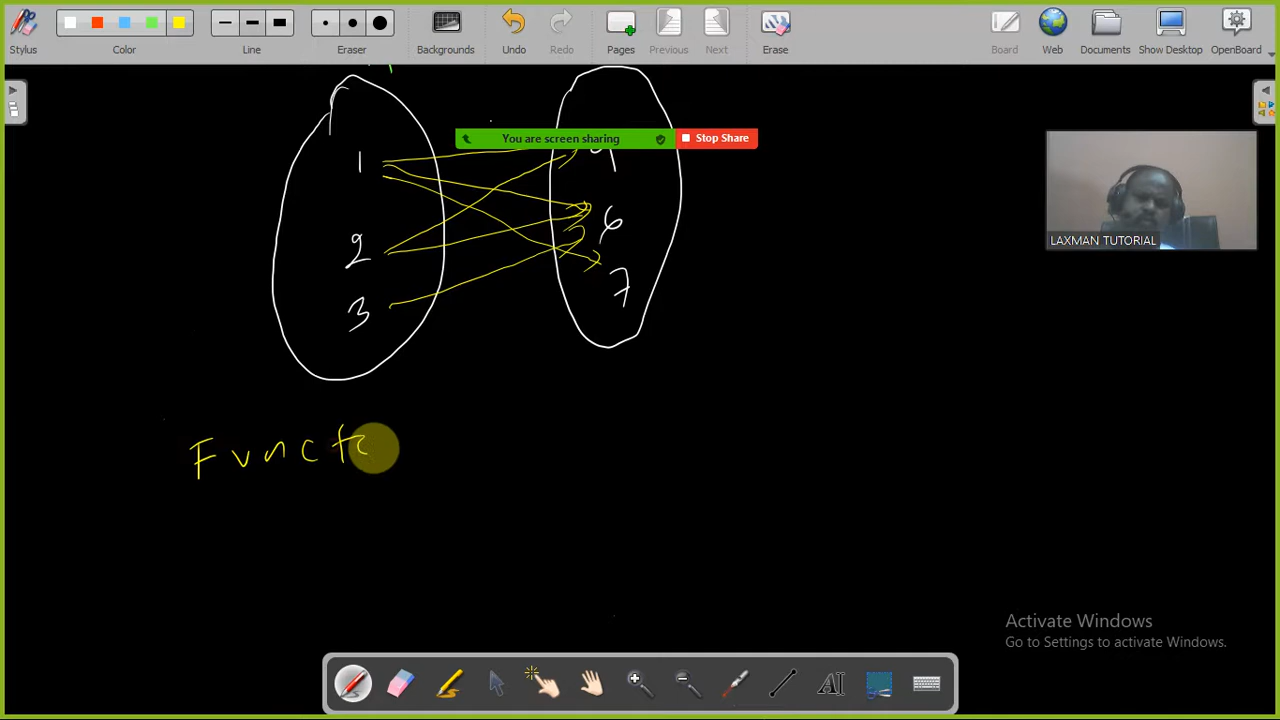 Stylus Color Line Eraser Backgrounds Undo Redo Pages Previous Next Erase Board Web Documents Show Desktop OpenBoard
You are screen sharing Stop Share
1
6
2
7
3
LAXMAN TUTORIAL
Functo
Activate Windows
Go to Settings to activate Windows.
AI